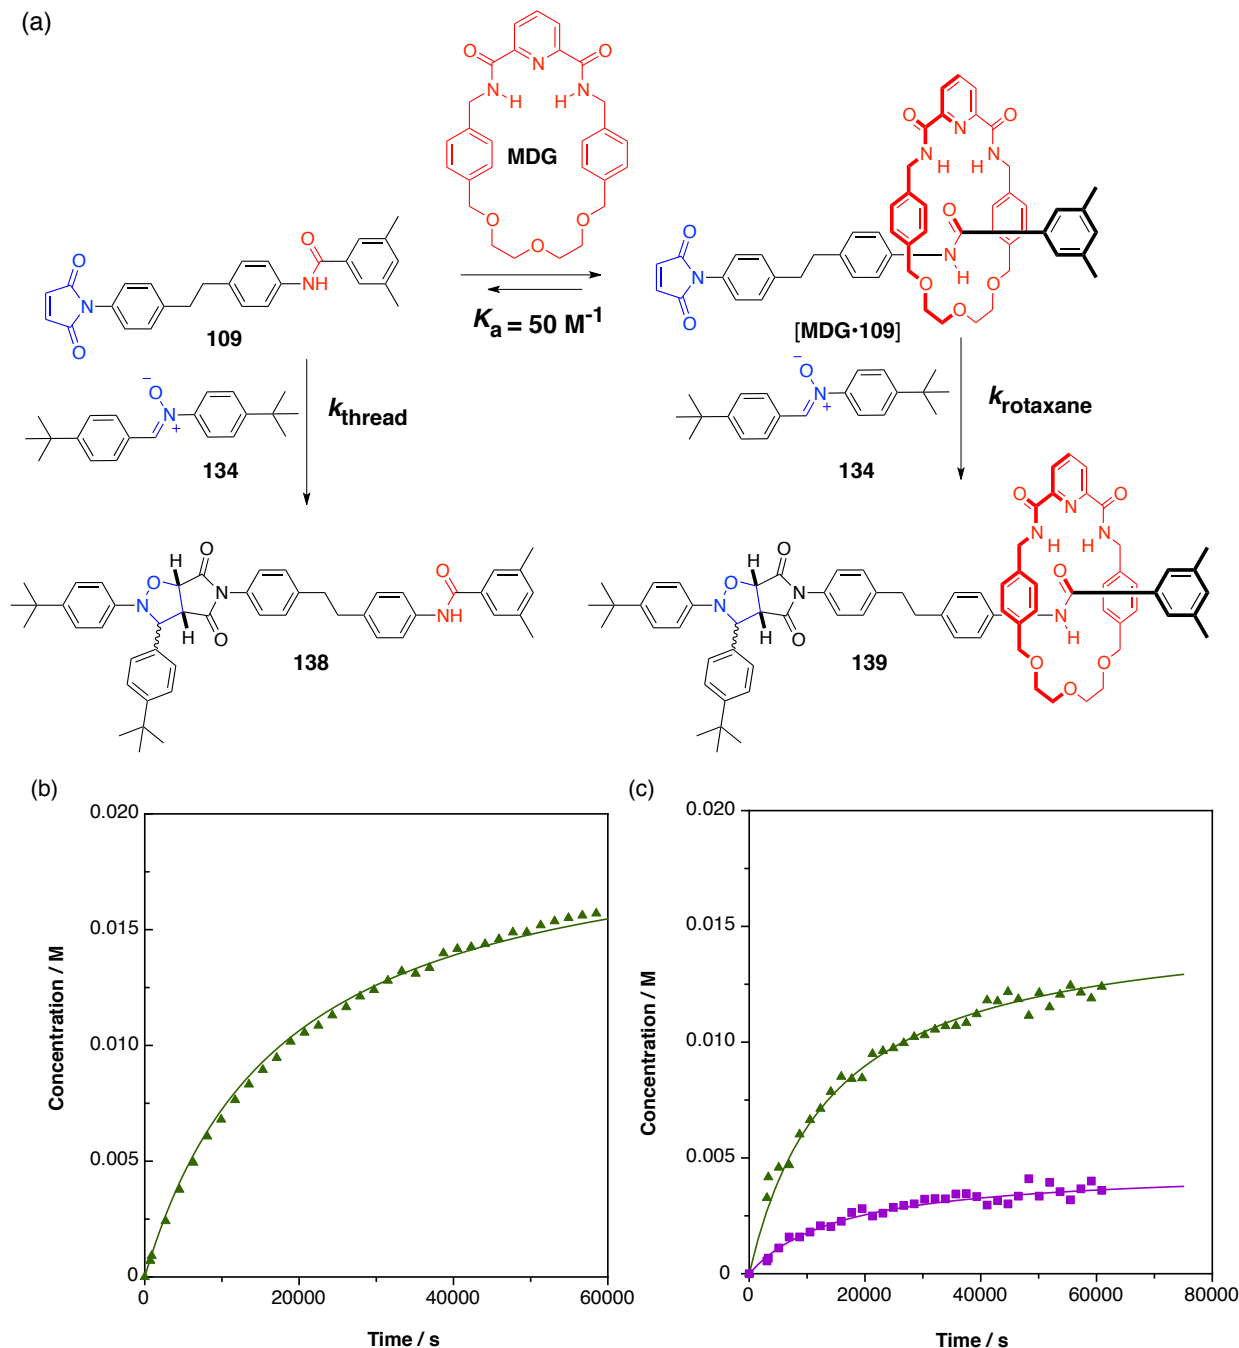 (a)
O
N
O
N
H
H
N
MDG
O
O
O
O
N
O
O
NH
109
Ka = 50 M-1
O
N
O
N
H
H
N
O
N
H
O
O
O
O
N
O
[MDG•109]
−
O
N
+
134
kthread
−
O
N
+
134
krotaxane
H
O
O
N
N
H
O
O
NH
138
H
O
O
N
N
H
O
139
O
N
O
N
H
H
N
O
N
H
O
O
O
(b)
0.020
0.015
0.010
0.005
0
0
20000
40000
60000
Concentration / M
Time / s
(c)
0.020
0.015
0.010
0.005
0
0
20000
40000
60000
80000
Concentration / M
Time / s